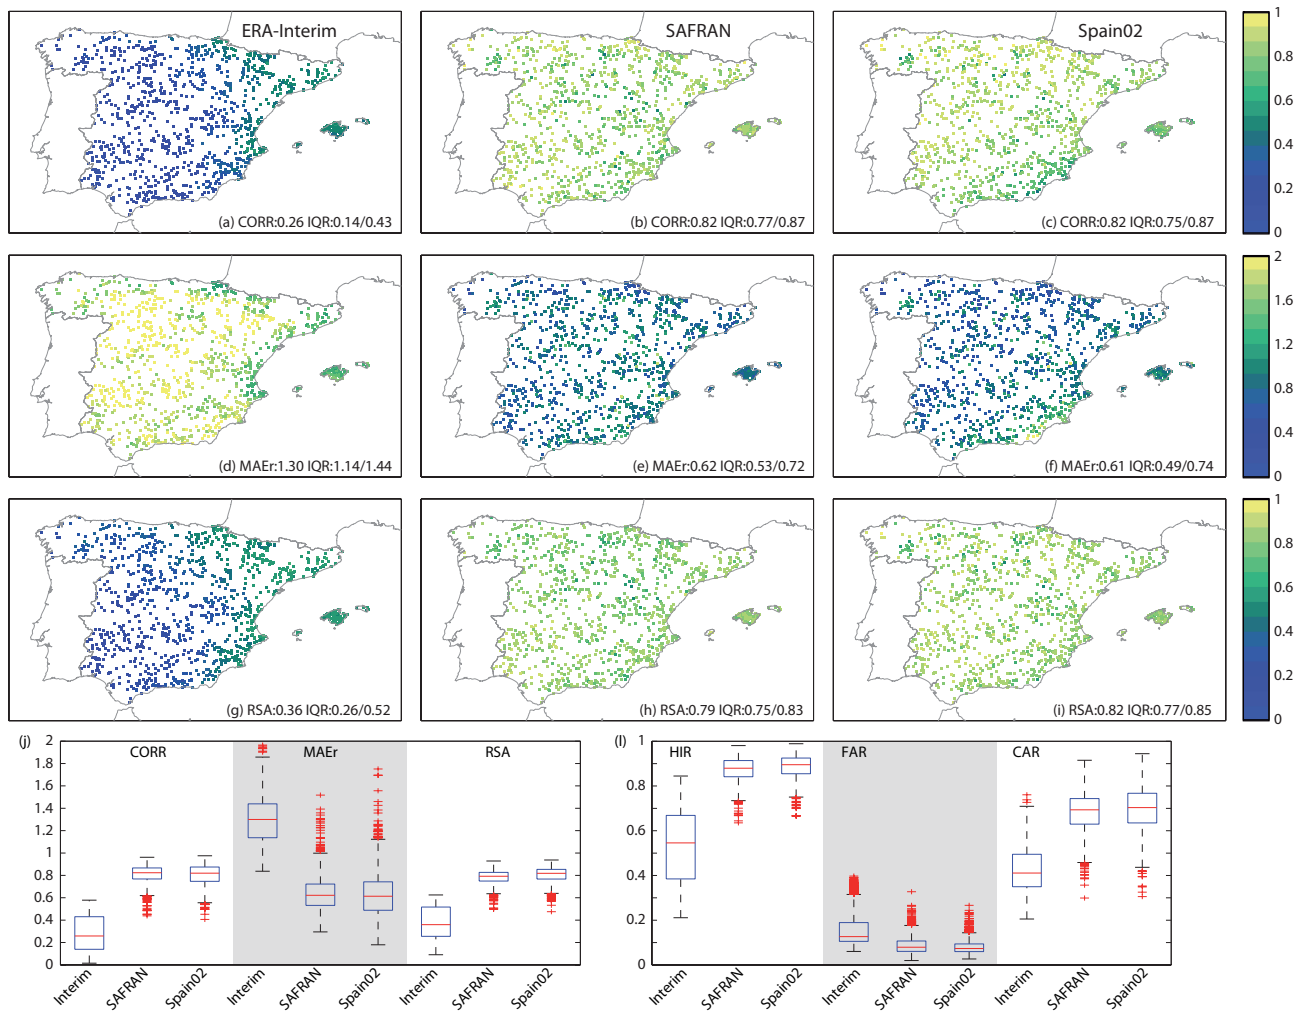 ERA-Interim
SAFRAN
Spain02
1
0.8
0.6
0.4
0.2
0
(a) CORR:0.26 IQR:0.14/0.43
(b) CORR:0.82 IQR:0.77/0.87
(c) CORR:0.82 IQR:0.75/0.87
2
1.6
1.2
0.8
0.4
0
(d) MAEr:1.30 IQR:1.14/1.44
(e) MAEr:0.62 IQR:0.53/0.72
(f) MAEr:0.61 IQR:0.49/0.74
1
0.8
0.6
0.4
0.2
0
(g) RSA:0.36 IQR:0.26/0.52
(h) RSA:0.79 IQR:0.75/0.83
(i) RSA:0.82 IQR:0.77/0.85
(j)
2
1.8
1.6
1.4
1.2
1
0.8
0.6
0.4
0.2
0
CORR
MAEr
RSA
Interim
SAFRAN
Spain02
Interim
SAFRAN
Spain02
Interim
SAFRAN
Spain02
(l)
1
0.8
0.6
0.4
0.2
0
HIR
FAR
CAR
Interim
SAFRAN
Spain02
Interim
SAFRAN
Spain02
Interim
SAFRAN
Spain02